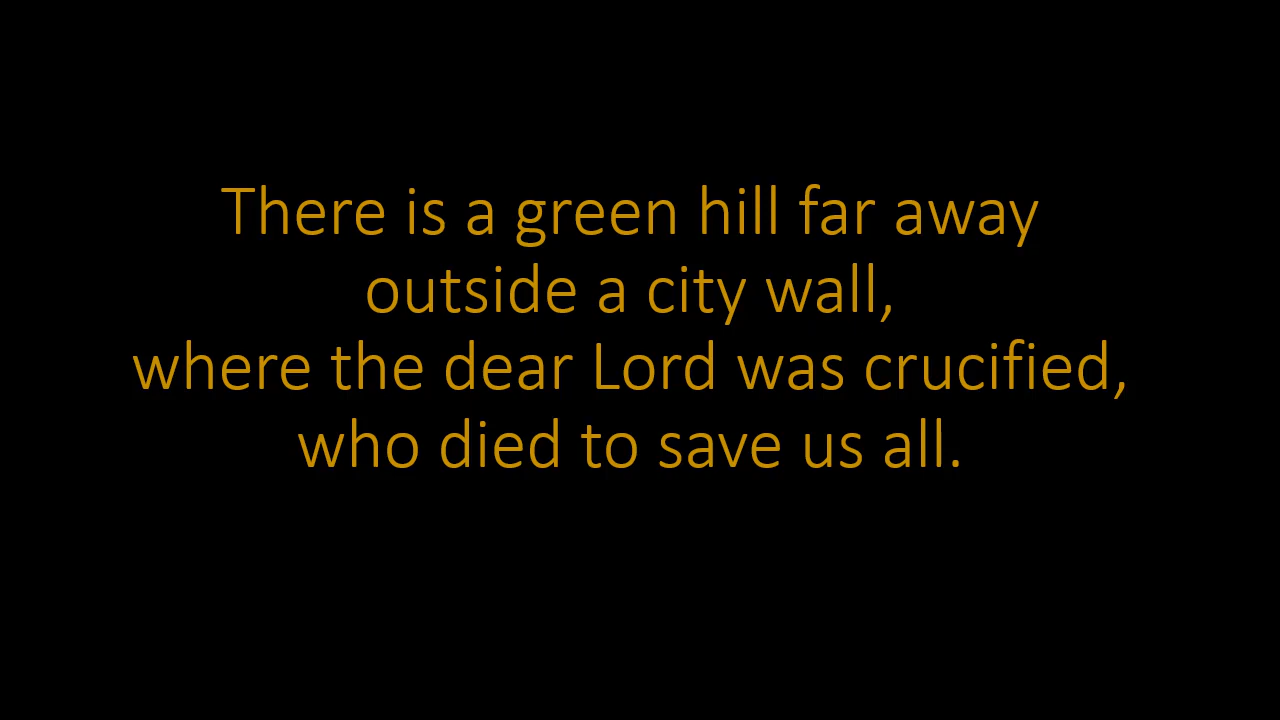 There is a green hill far away
outside a city wall,
where the dear Lord was crucified,
who died to save us all.